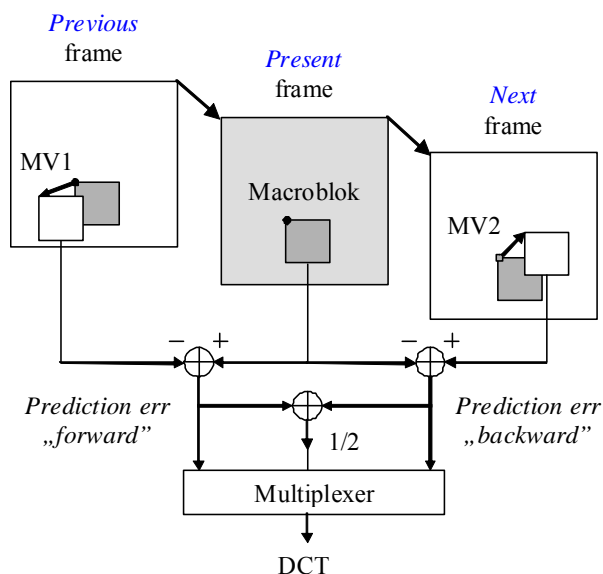 Previous
frame
Present
frame
Next
frame
MV1
Macroblok
MV2
− +
− +
Prediction err
„forward”
1/2
Prediction err
„backward”
Multiplexer
DCT